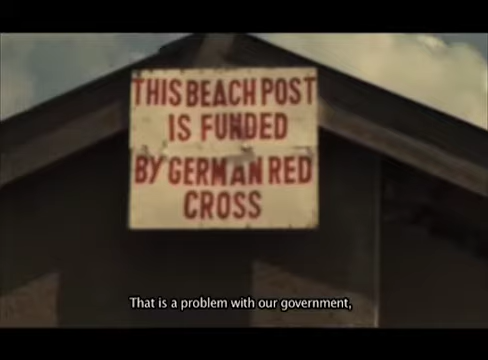 THIS BEACH POST
IS FUNDED
BY GERMAN RED
CROSS
That is a problem with our government,